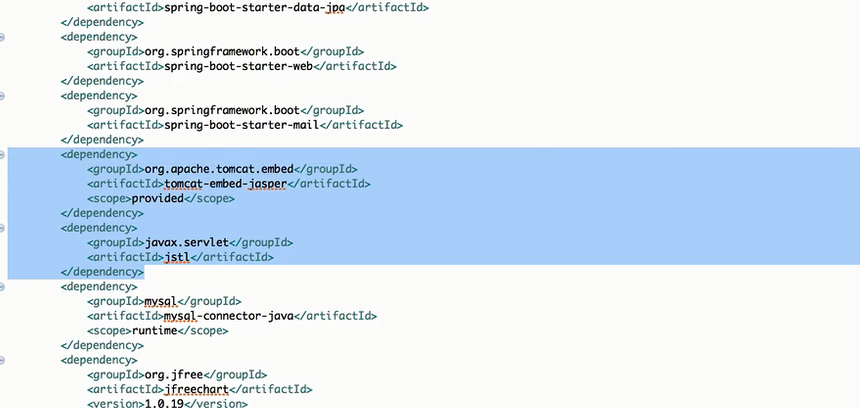 <artifactId>spring-boot-starter-data-jpa</artifactId>
</dependency>
<dependency>
<groupId>org.springframework.boot</groupId>
<artifactId>spring-boot-starter-web</artifactId>
</dependency>
<dependency>
<groupId>org.springframework.boot</groupId>
<artifactId>spring-boot-starter-mail</artifactId>
</dependency>
<dependency>
<groupId>org.apache.tomcat.embed</groupId>
<artifactId>tomcat-embed-jasper</artifactId>
<scope>provided</scope>
</dependency>
<dependency>
<groupId>javax.servlet</groupId>
<artifactId>jstl</artifactId>
</dependency>
<dependency>
<groupId>mysql</groupId>
<artifactId>mysql-connector-java</artifactId>
<scope>runtime</scope>
</dependency>
<dependency>
<groupId>org.jfree</groupId>
<artifactId>jfreechart</artifactId>
<version>1.0.19</version>